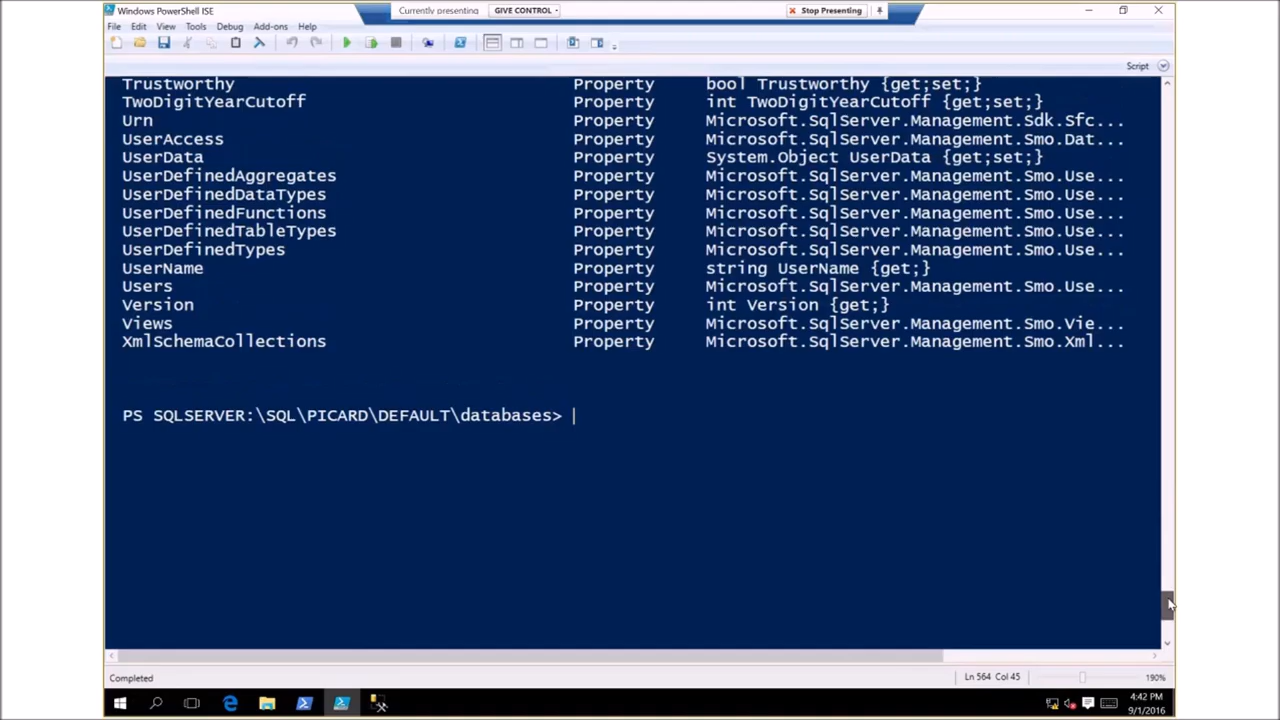 Windows PowerShell ISE
Currently presenting GIVE CONTROL Stop Presenting
File Edit View Tools Debug Add-ons Help
Script
Trustworthy Property bool Trustworthy {get;set;}
TwoDigitYearCutoff Property int TwoDigitYearCutoff {get;set;}
Urn Property Microsoft.SqlServer.Management.Sdk.Sfc...
UserAccess Property Microsoft.SqlServer.Management.Smo.Dat...
UserData Property System.Object UserData {get;set;}
UserDefinedAggregates Property Microsoft.SqlServer.Management.Smo.Use...
UserDefinedDataTypes Property Microsoft.SqlServer.Management.Smo.Use...
UserDefinedFunctions Property Microsoft.SqlServer.Management.Smo.Use...
UserDefinedTableTypes Property Microsoft.SqlServer.Management.Smo.Use...
UserDefinedTypes Property Microsoft.SqlServer.Management.Smo.Use...
UserName Property string UserName {get;}
Users Property Microsoft.SqlServer.Management.Smo.Use...
Version Property int Version {get;}
Views Property Microsoft.SqlServer.Management.Smo.Vie...
XmlSchemaCollections Property Microsoft.SqlServer.Management.Smo.Xml...
PS SQLSERVER:\SQL\PICARD\DEFAULT\databases>
Completed Ln 564 Col 45 190%
4:42 PM
9/1/2016